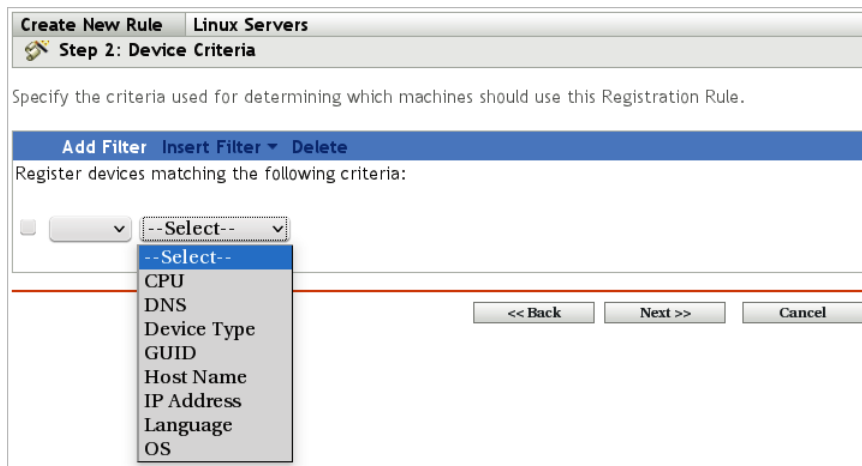 Create New Rule Linux Servers
Step 2: Device Criteria
Specify the criteria used for determining which machines should use this Registration Rule.
Add Filter Insert Filter Delete
Register devices matching the following criteria:
--Select--
--Select--
CPU
DNS
Device Type
GUID
Host Name
IP Address
Language
OS
<< Back Next >> Cancel